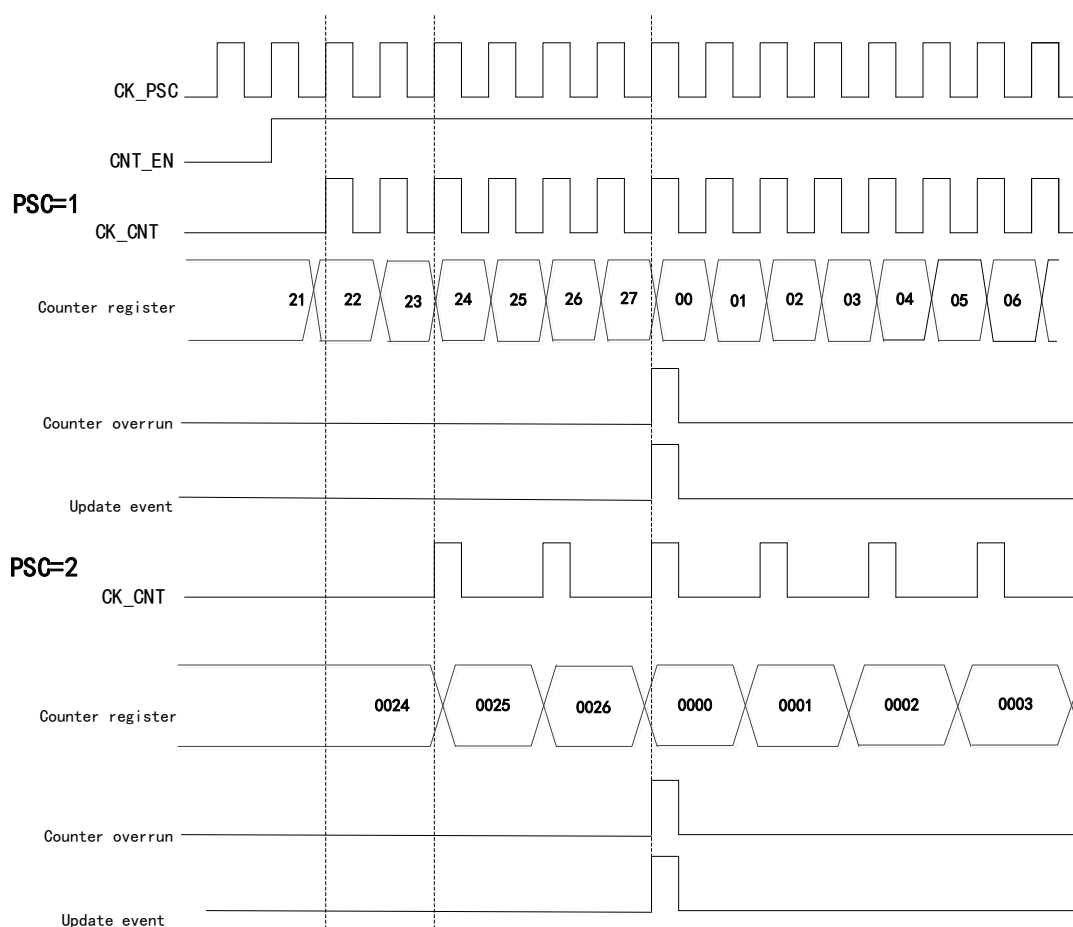 CK_PSC
CNT_EN
PSC=1
CK_CNT
Counter register 21 22 23 24 25 26 27 00 01 02 03 04 05 06
Counter overrun
Update event
PSC=2
CK_CNT
Counter register 0024 0025 0026 0000 0001 0002 0003
Counter overrun
Update event